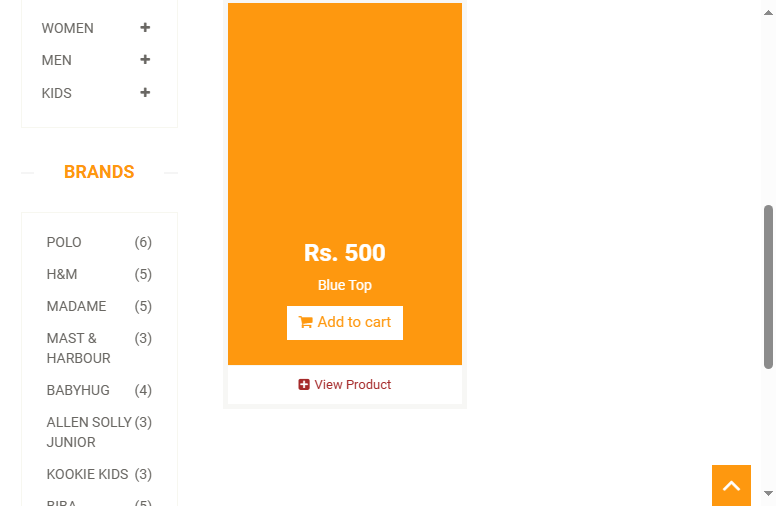 WOMEN
MEN
KIDS
BRANDS
POLO (6)
H&M (5)
MADAME (5)
MAST & (3)
HARBOUR
BABYHUG (4)
ALLEN SOLLY (3)
JUNIOR
KOOKIE KIDS (3)
BIBA (5)
Rs. 500
Blue Top
Add to cart
View Product